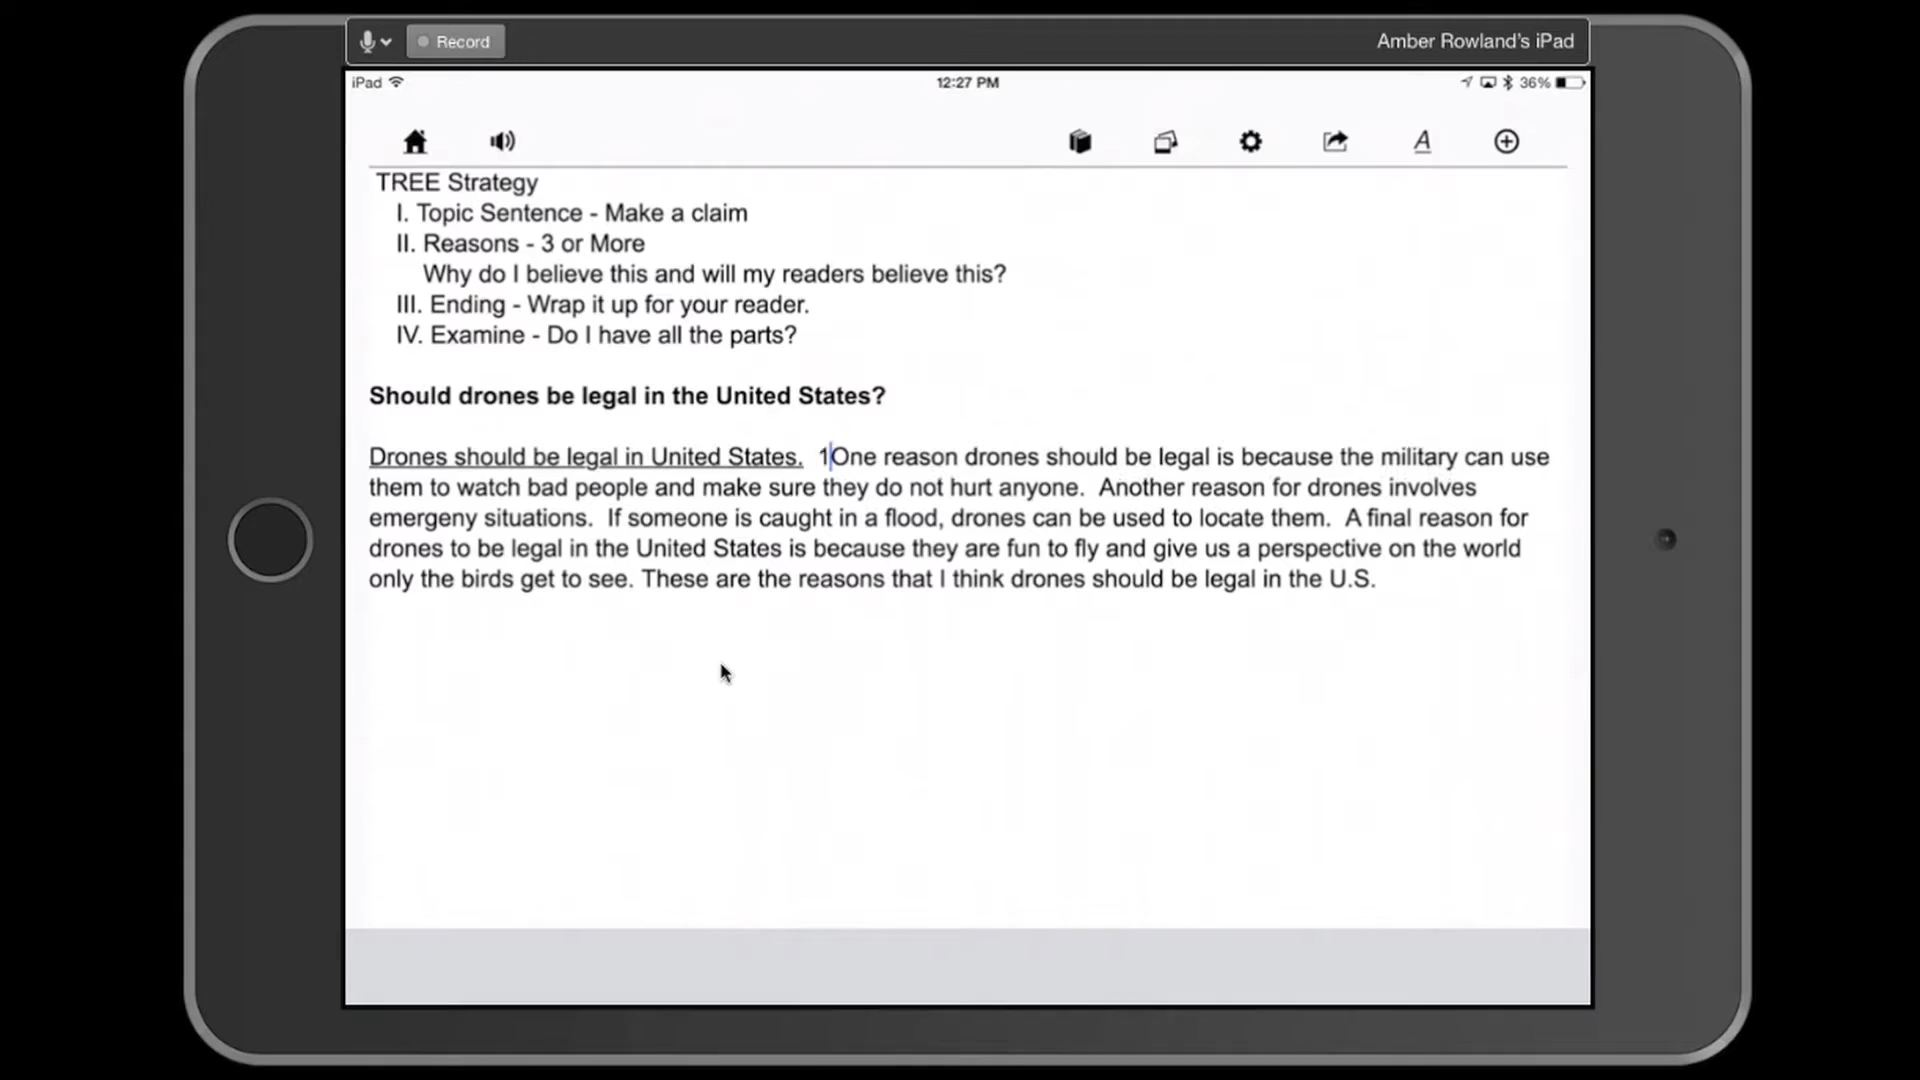 Record
Amber Rowland's iPad
iPad
12:27 PM
36%
A
TREE Strategy
I. Topic Sentence - Make a claim
II. Reasons - 3 or More
Why do I believe this and will my readers believe this?
III. Ending - Wrap it up for your reader.
IV. Examine - Do I have all the parts?
Should drones be legal in the United States?
Drones should be legal in United States.  1One reason drones should be legal is because the military can use
them to watch bad people and make sure they do not hurt anyone.  Another reason for drones involves
emergeny situations.  If someone is caught in a flood, drones can be used to locate them.  A final reason for
drones to be legal in the United States is because they are fun to fly and give us a perspective on the world
only the birds get to see. These are the reasons that I think drones should be legal in the U.S.